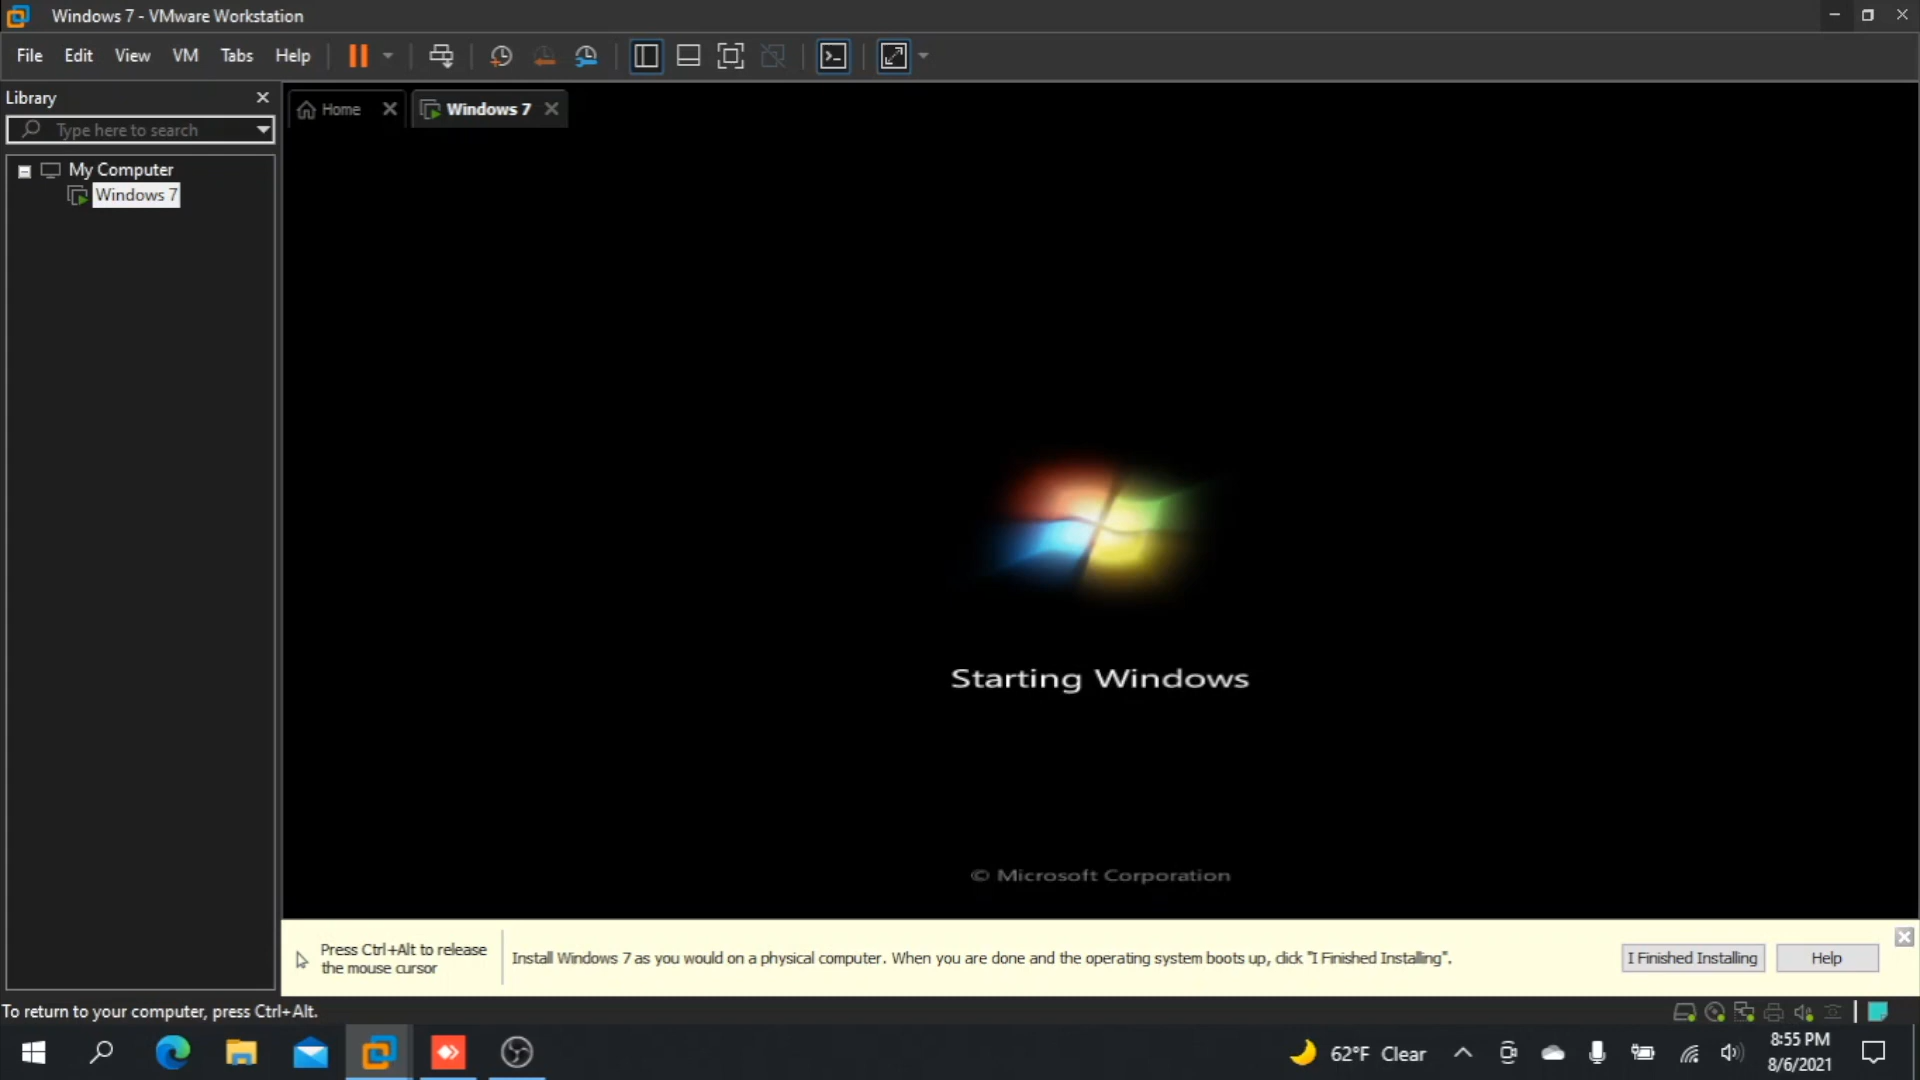 Windows 7 - VMware Workstation
File Edit View VM Tabs Help
Library
Type here to search
My Computer
Windows 7
Home
Windows 7
Starting Windows
© Microsoft Corporation
Press Ctrl+Alt to release
the mouse cursor
Install Windows 7 as you would on a physical computer. When you are done and the operating system boots up, click "I Finished Installing".
I Finished Installing
Help
To return to your computer, press Ctrl+Alt.
62°F Clear
8:55 PM
8/6/2021